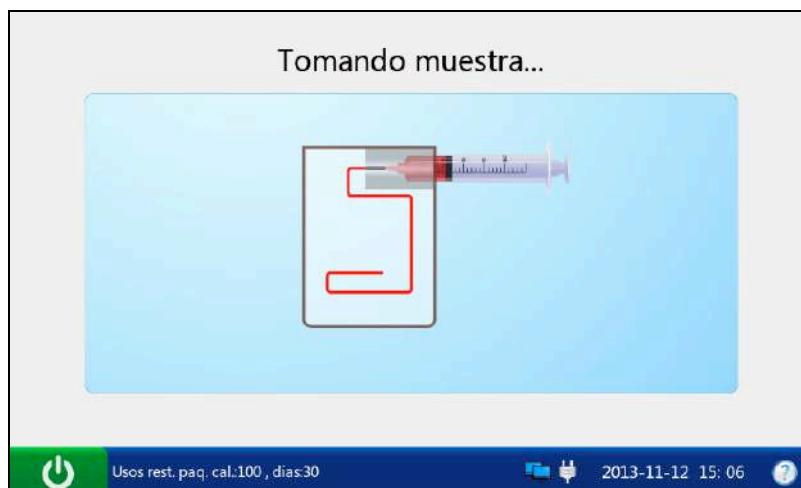 Tomando muestra...
Usos rest. paq. cal.:100 , dias:30
2013-11-12 15: 06
?